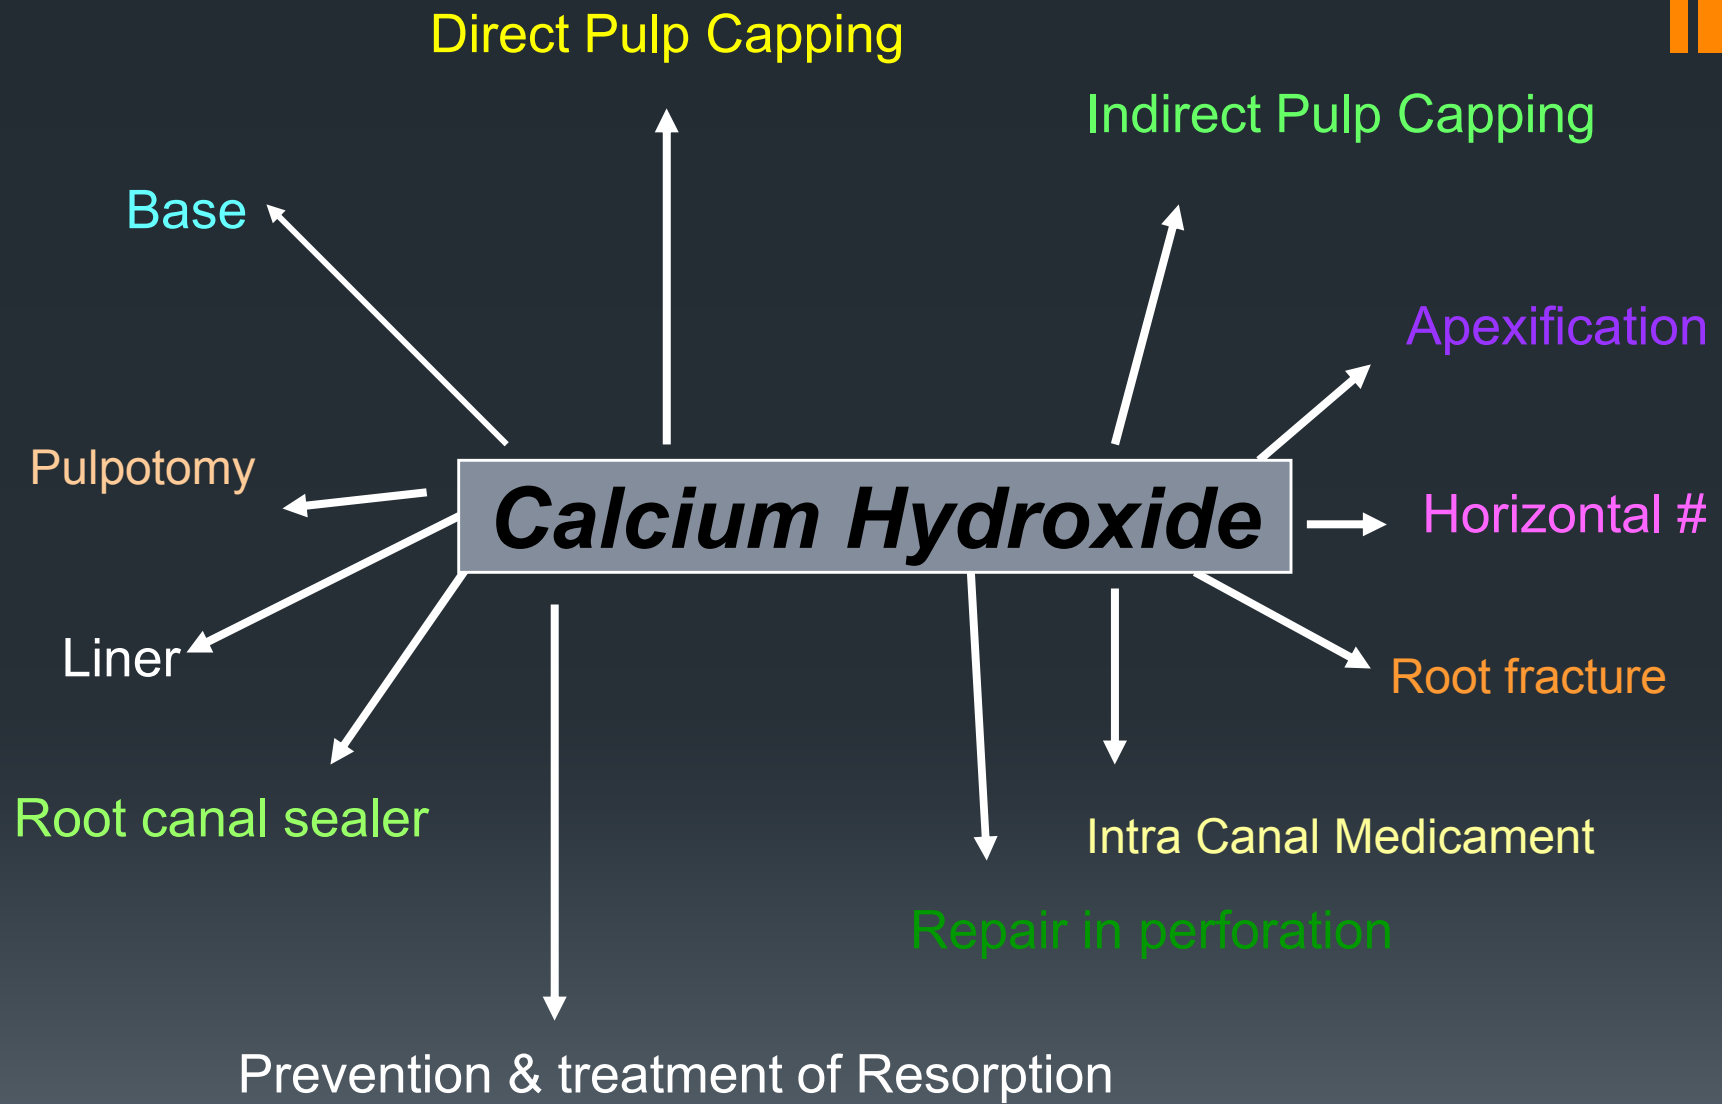 Direct Pulp Capping
Indirect Pulp Capping
Base
Apexification
Pulpotomy
Calcium Hydroxide
Horizontal #
Liner
Root fracture
Root canal sealer
Intra Canal Medicament
Repair in perforation
Prevention & treatment of Resorption